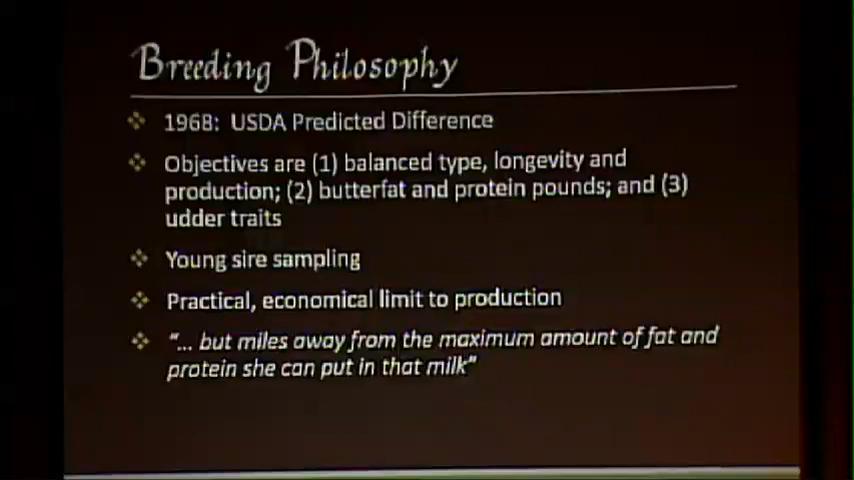 Breeding Philosophy
1968: USDA Predicted Difference
Objectives are (1) balanced type, longevity and
production; (2) butterfat and protein pounds; and (3)
udder traits
Young sire sampling
Practical, economical limit to production
"... but miles away from the maximum amount of fat and
protein she can put in that milk"